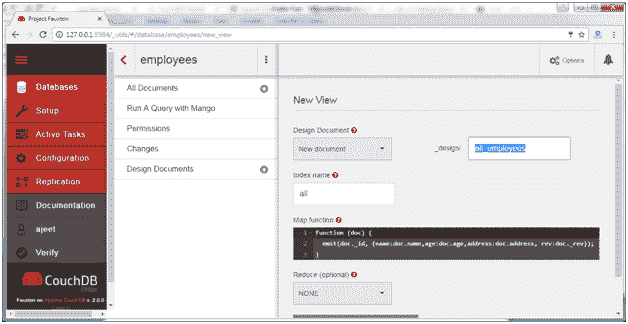 Project Fauxton
127.0.0.1:5984/_utils/#/database/employees/new_view
Databases
Setup
Active Tasks
Configuration
Replication
Documentation
ajeet
Verify
CouchDB
Fauxton on Apache CouchDB v. 2.0.0
employees
All Documents
Run A Query with Mango
Permissions
Changes
Design Documents
Options
New View
Design Document
New document
_design/
all_employees
Index name
all
Map function
1 function (doc) {
2 emit(doc._id, {name:doc.name,age:doc.age,address:doc.address, rev:doc._rev});
3 }
Reduce (optional)
NONE